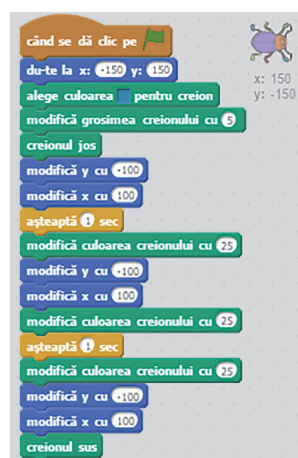 când se dă clic pe
du-te la x: -150 y: 150
x: 150
alege culoarea pentru creion
y: -150
modifică grosimea creionului cu 5
creionul jos
modifică y cu -100
modifică x cu 100
așteaptă 1 sec
modifică culoarea creionului cu 25
modifică y cu -100
modifică x cu 100
modifică culoarea creionului cu 25
așteaptă 1 sec
modifică culoarea creionului cu 25
modifică y cu -100
modifică x cu 100
creionul sus